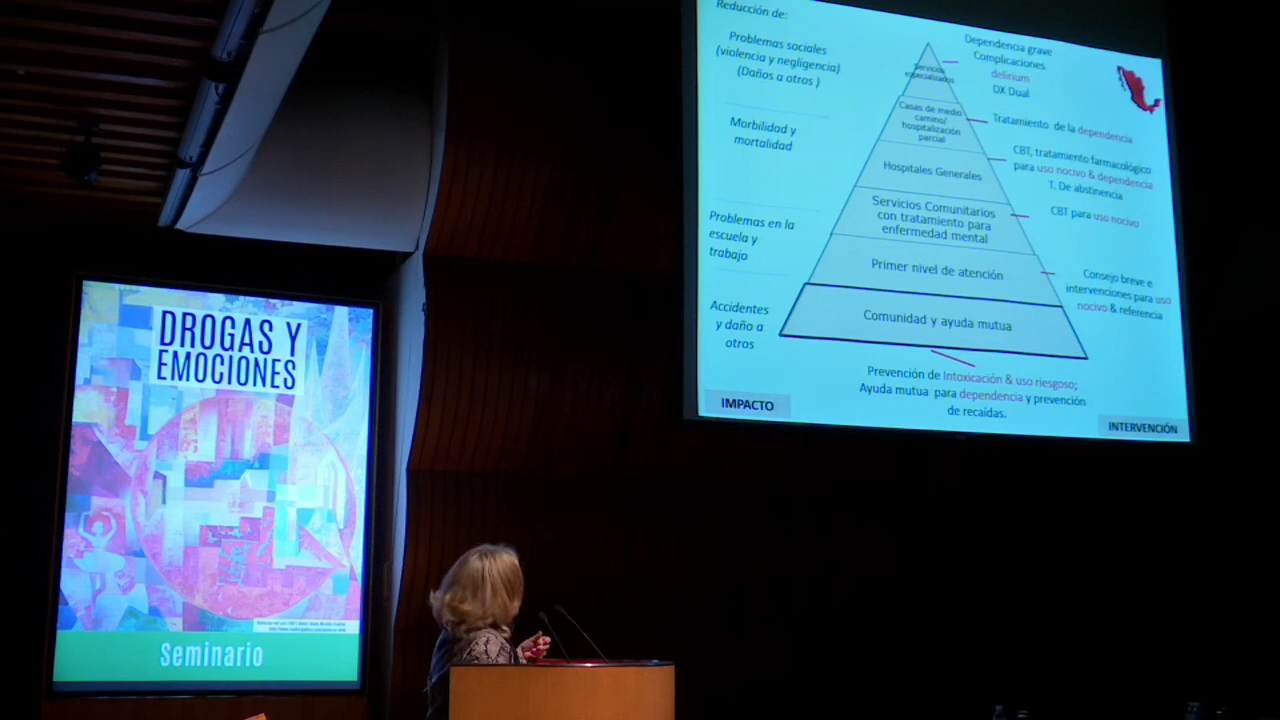 DROGAS Y
EMOCIONES
Seminario
Reducción de:
Problemas sociales
(violencia y negligencia)
(Daños a otros )
Morbilidad y
mortalidad
Problemas en la
escuela y
trabajo
Accidentes
y daño a
otros
IMPACTO
Servicios
especializados
Casas de medio
camino/
hospitalización
parcial
Hospitales Generales
Servicios Comunitarios
con tratamiento para
enfermedad mental
Primer nivel de atención
Comunidad y ayuda mutua
Dependencia grave
Complicaciones
delirium
DX Dual
Tratamiento de la dependencia
CBT, tratamiento farmacológico
para uso nocivo & dependencia
T. De abstinencia
CBT para uso nocivo
Consejo breve e
intervenciones para uso
nocivo & referencia
Prevención de Intoxicación & uso riesgoso;
Ayuda mutua para dependencia y prevención
de recaídas.
INTERVENCIÓN